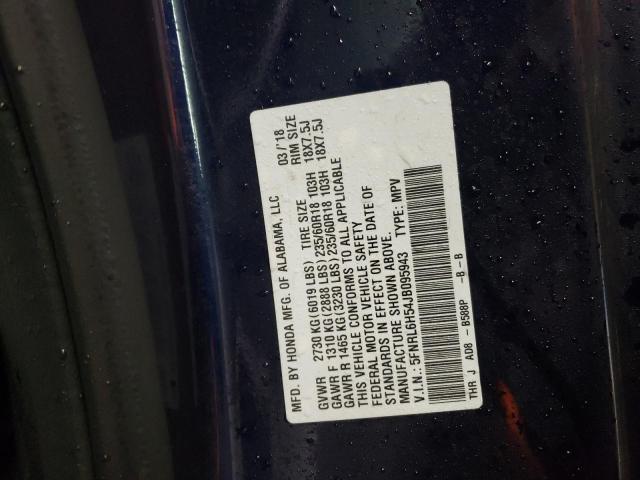 MFD. BY HONDA MFG. OF ALABAMA, LLC 03/'18
GVWR 2730 KG (6019 LBS) TIRE SIZE RIM SIZE
GAWR F 1310 KG (2888 LBS) 235/60R18 103H 18X7.5J
GAWR R 1465 KG (3230 LBS) 235/60R18 103H 18X7.5J
THIS VEHICLE CONFORMS TO ALL APPLICABLE
FEDERAL MOTOR VEHICLE SAFETY
STANDARDS IN EFFECT ON THE DATE OF
MANUFACTURE SHOWN ABOVE.
V.I.N.: 5FNRL6H54JB095943 TYPE: MPV
THR J AD8 - B588P -B-B